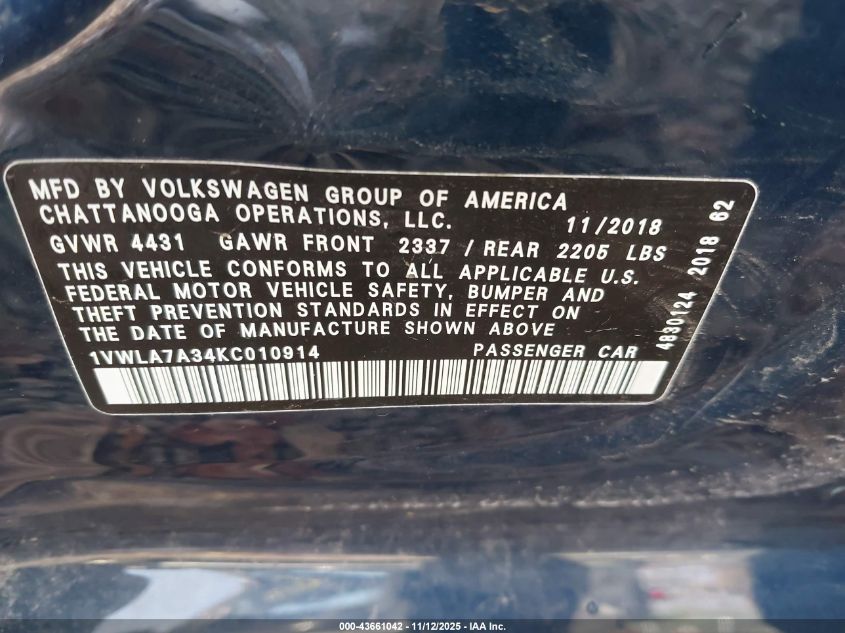 MFD BY VOLKSWAGEN GROUP OF AMERICA
CHATTANOOGA OPERATIONS, LLC. 11/2018
GVWR 4431 GAWR FRONT 2337 / REAR 2205 LBS
THIS VEHICLE CONFORMS TO ALL APPLICABLE U.S.
FEDERAL MOTOR VEHICLE SAFETY, BUMPER AND
THEFT PREVENTION STANDARDS IN EFFECT ON
THE DATE OF MANUFACTURE SHOWN ABOVE
1VWLA7A34KC010914 PASSENGER CAR
4830124 2018 62
000-43661042 - 11/12/2025 - IAA Inc.